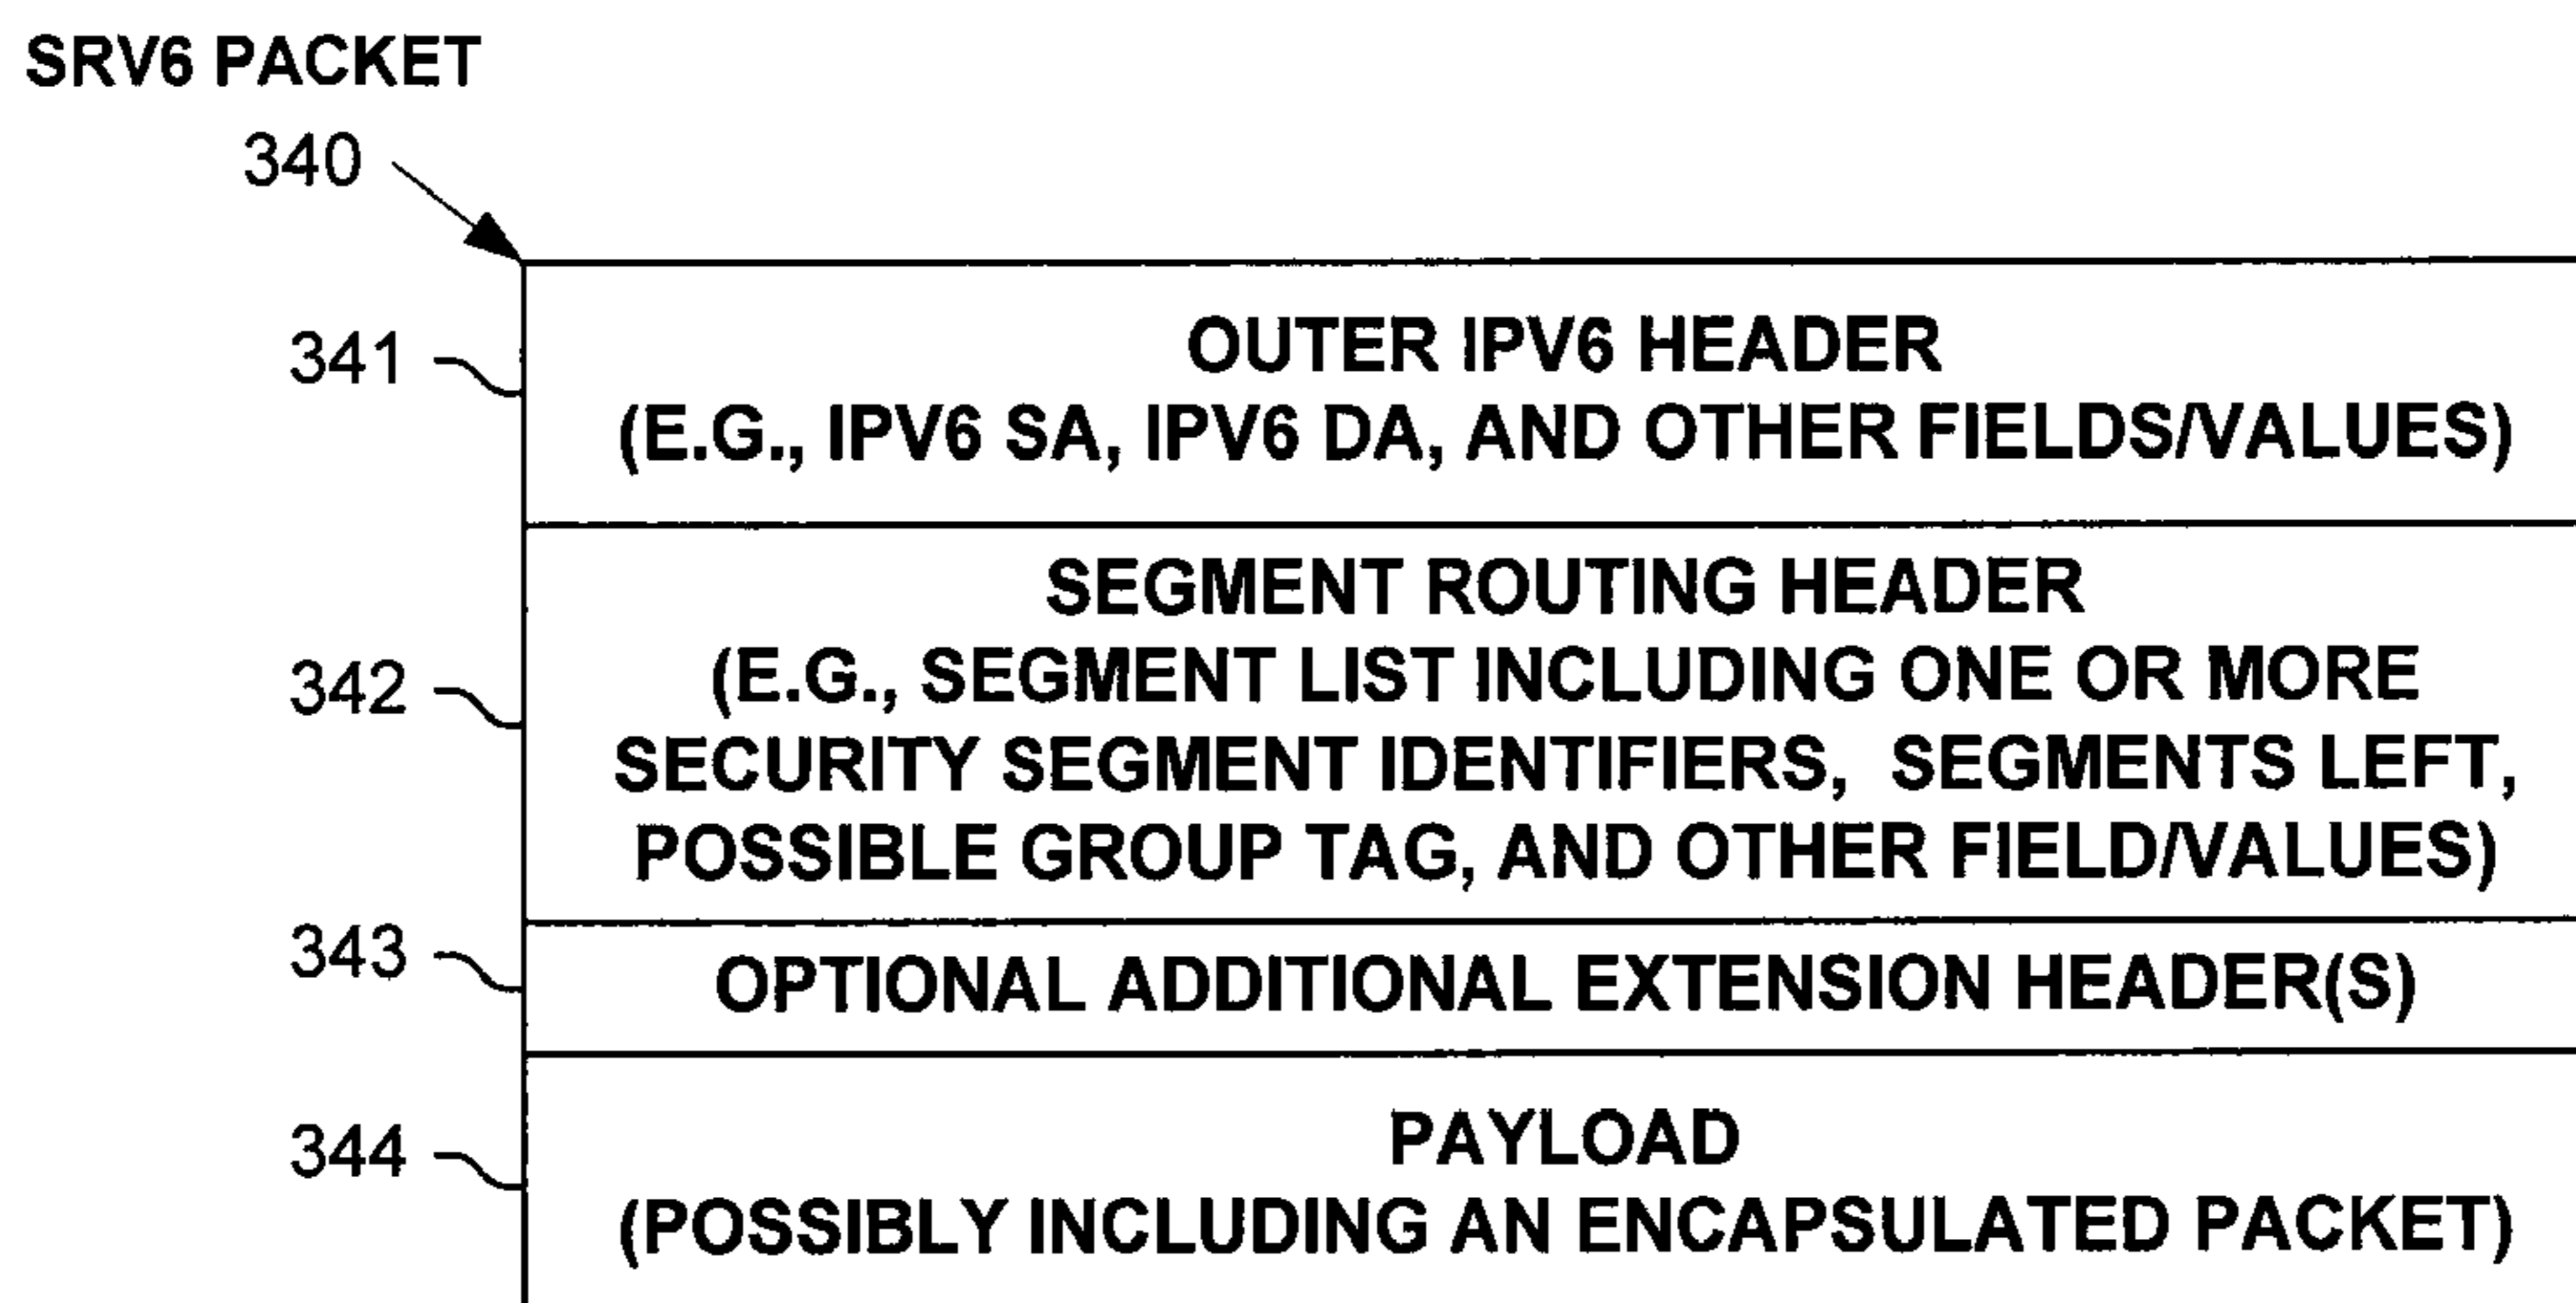 SRV6 PACKET
340
341
OUTER IPV6 HEADER
(E.G., IPV6 SA, IPV6 DA, AND OTHER FIELDS/VALUES)
342
SEGMENT ROUTING HEADER
(E.G., SEGMENT LIST INCLUDING ONE OR MORE
SECURITY SEGMENT IDENTIFIERS, SEGMENTS LEFT,
POSSIBLE GROUP TAG, AND OTHER FIELD/VALUES)
343
OPTIONAL ADDITIONAL EXTENSION HEADER(S)
344
PAYLOAD
(POSSIBLY INCLUDING AN ENCAPSULATED PACKET)